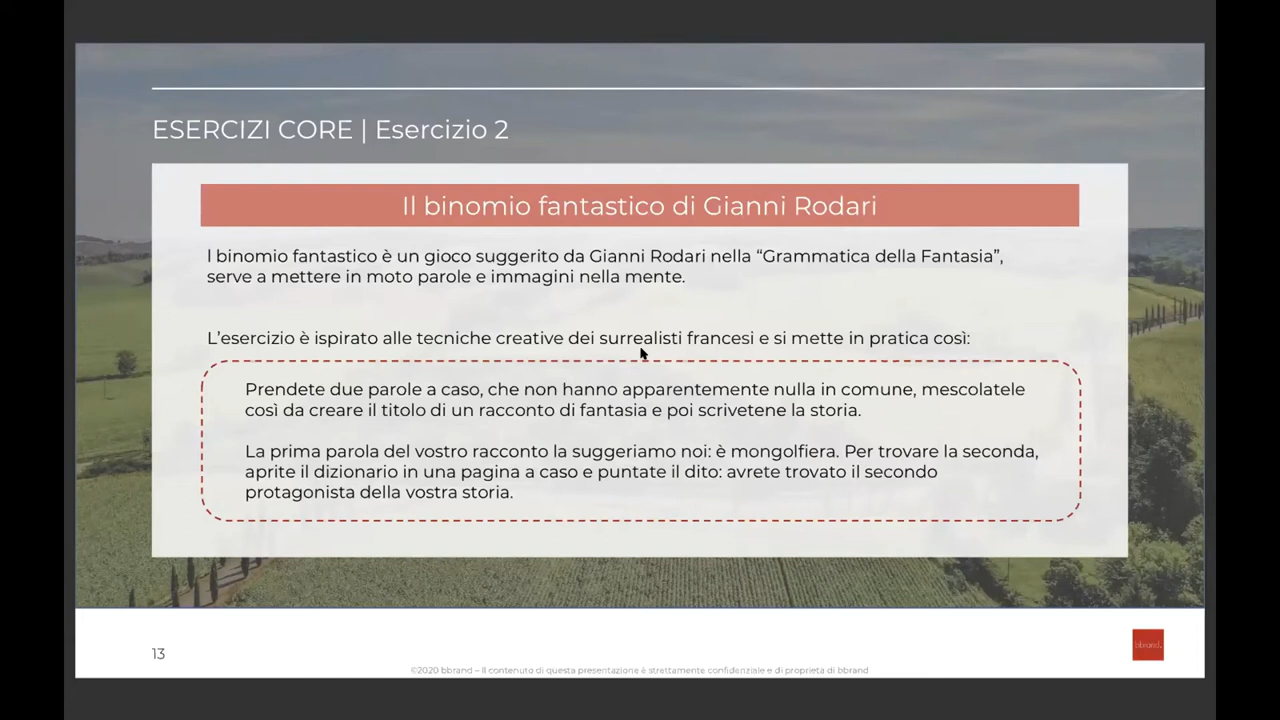 ESERCIZI CORE | Esercizio 2
Il binomio fantastico di Gianni Rodari
l binomio fantastico è un gioco suggerito da Gianni Rodari nella “Grammatica della Fantasia”,
serve a mettere in moto parole e immagini nella mente.
L’esercizio è ispirato alle tecniche creative dei surrealisti francesi e si mette in pratica così:
Prendete due parole a caso, che non hanno apparentemente nulla in comune, mescolatele
così da creare il titolo di un racconto di fantasia e poi scrivetene la storia.
La prima parola del vostro racconto la suggeriamo noi: è mongolfiera. Per trovare la seconda,
aprite il dizionario in una pagina a caso e puntate il dito: avrete trovato il secondo
protagonista della vostra storia.
13
bbrand.
©2020 bbrand – Il contenuto di questa presentazione è strettamente confidenziale e di proprietà di bbrand